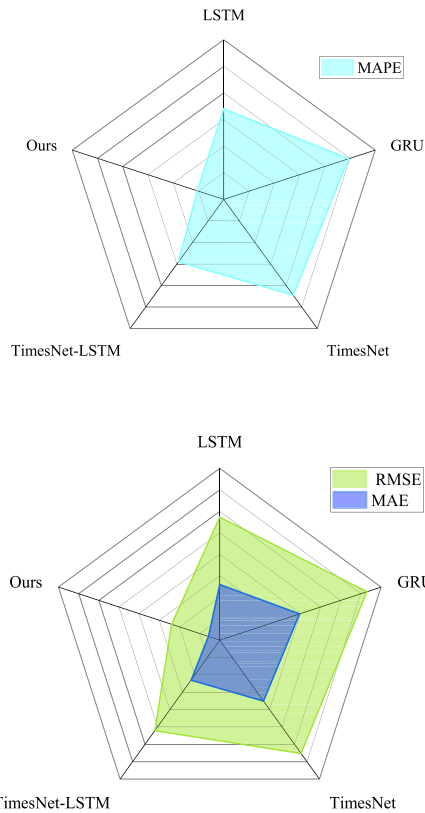 LSTM
MAPE
Ours
GRU
TimesNet-LSTM
TimesNet
LSTM
RMSE
MAE
Ours
GRU
TimesNet-LSTM
TimesNet